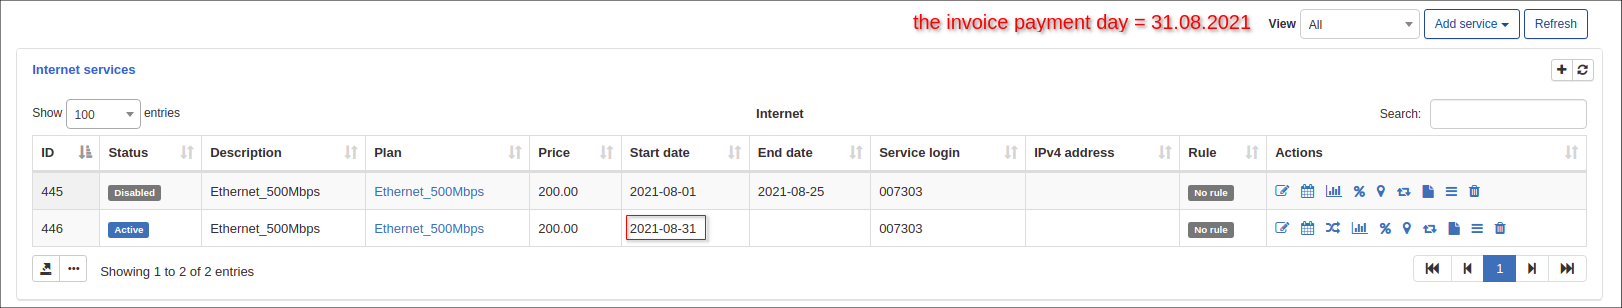 the invoice payment day = 31.08.2021 View All Add service Refresh
Internet services
Show 100 entries Internet Search:
ID Status Description Plan Price Start date End date Service login IPv4 address Rule Actions
445 Disabled Ethernet_500Mbps Ethernet_500Mbps 200.00 2021-08-01 2021-08-25 007303 No rule
446 Active Ethernet_500Mbps Ethernet_500Mbps 200.00 2021-08-31 007303 No rule
Showing 1 to 2 of 2 entries 1